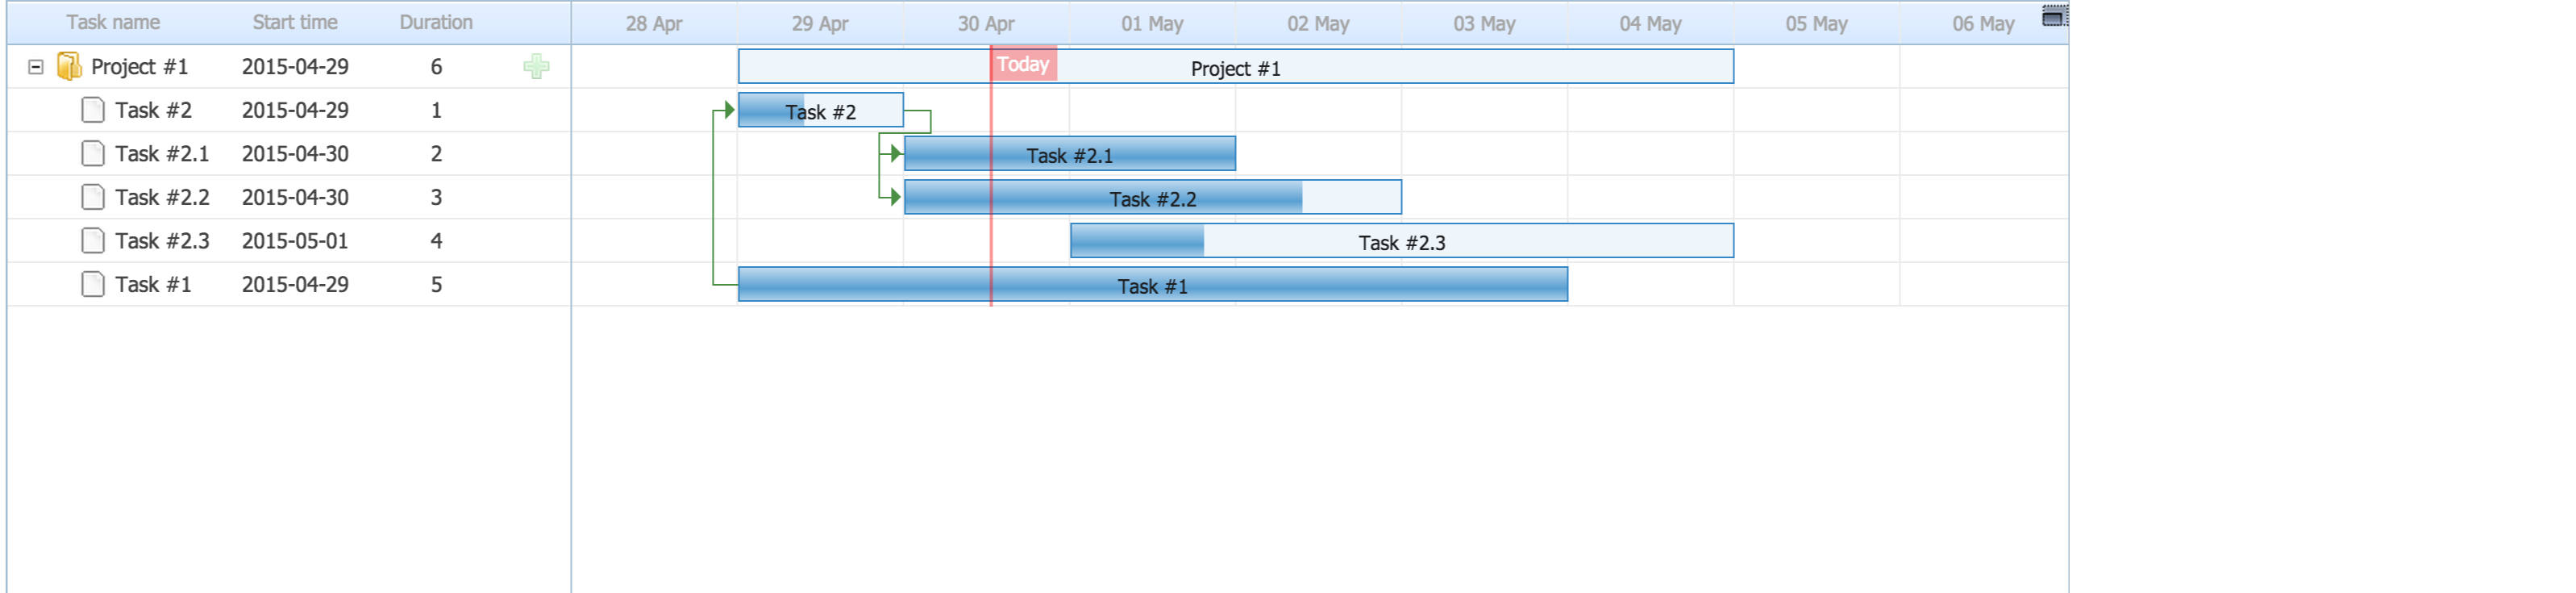 Task name Start time Duration 28 Apr 29 Apr 30 Apr 01 May 02 May 03 May 04 May 05 May 06 May
Project #1 2015-04-29 6 Today Project #1
Task #2 2015-04-29 1 Task #2
Task #2.1 2015-04-30 2 Task #2.1
Task #2.2 2015-04-30 3 Task #2.2
Task #2.3 2015-05-01 4 Task #2.3
Task #1 2015-04-29 5 Task #1